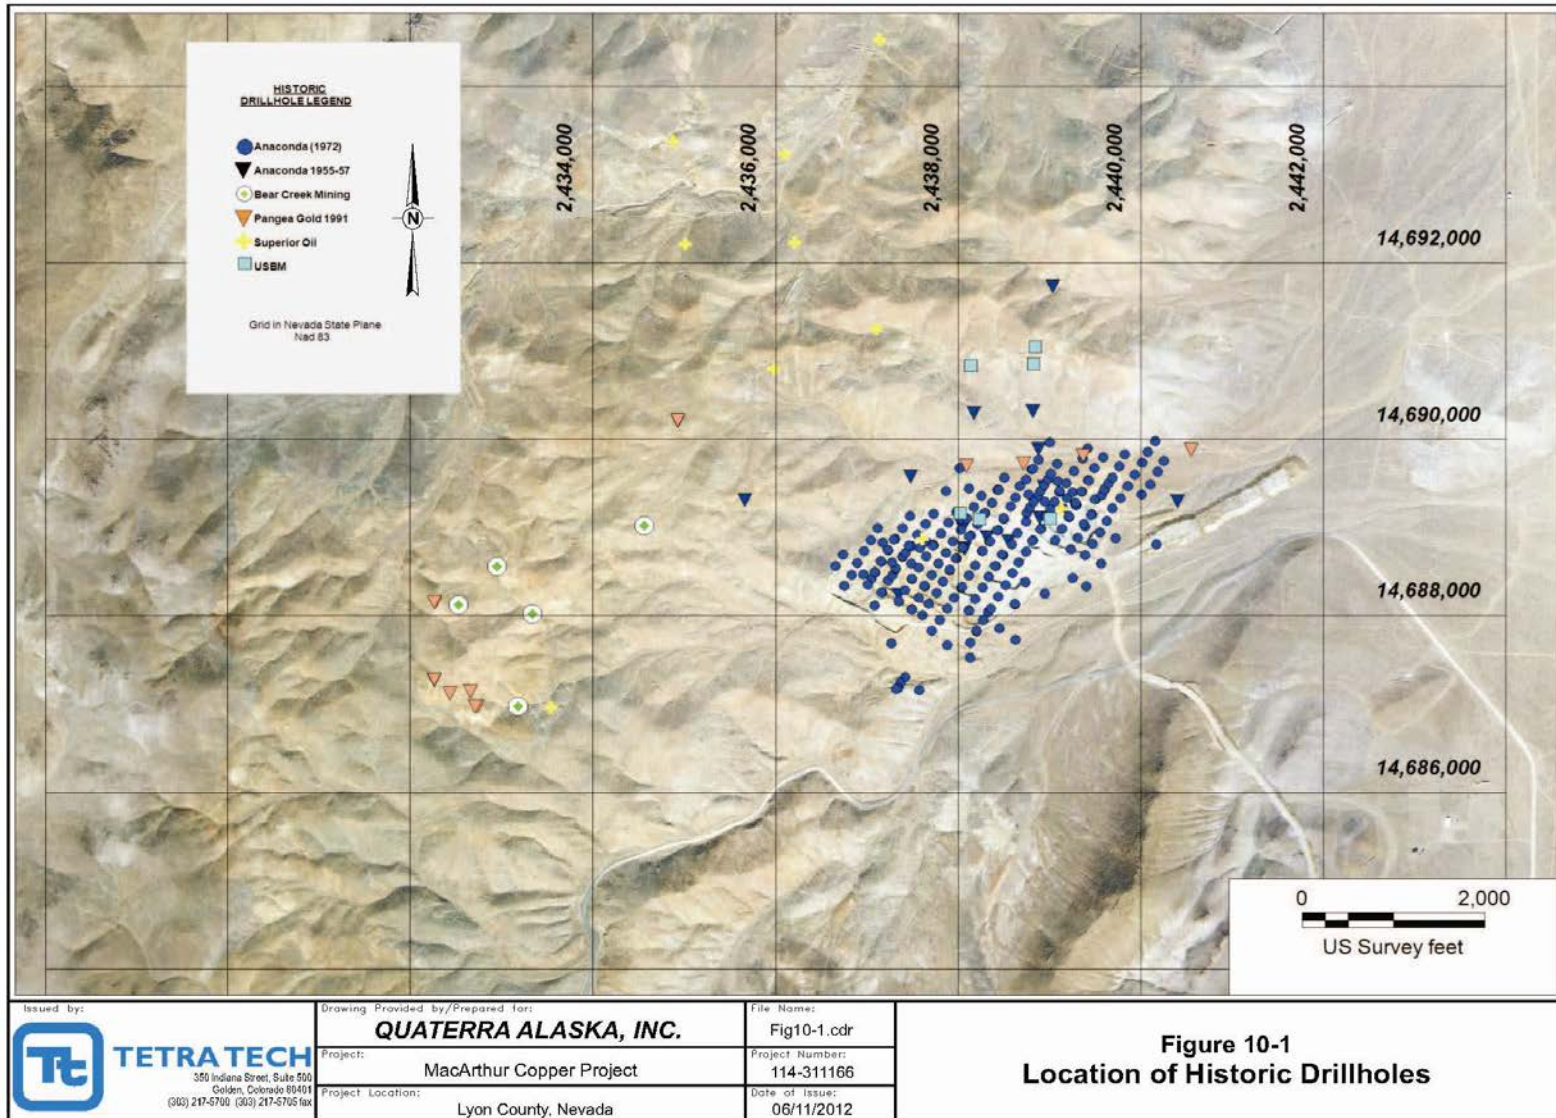 HISTORIC
DRILLHOLE LEGEND
Anaconda (1972)
Anaconda 1955-57
Bear Creek Mining
Pangea Gold 1991
Superior Oil
USBM
N
Grid in Nevada State Plane
Nad 83
2,434,000
2,436,000
2,438,000
2,440,000
2,442,000
14,692,000
14,690,000
14,688,000
14,686,000
0 2,000
US Survey feet
Issued by:
Tt
TETRA TECH
350 Indiana Street, Suite 500
Golden, Colorado 80401
(303) 217-5700 (303) 217-5705 fax
Drawing Provided by/Prepared for:
QUATERRA ALASKA, INC.
Project:
MacArthur Copper Project
Project Location:
Lyon County, Nevada
File Name:
Fig10-1.cdr
Project Number:
114-311166
Date of Issue:
06/11/2012
Figure 10-1
Location of Historic Drillholes